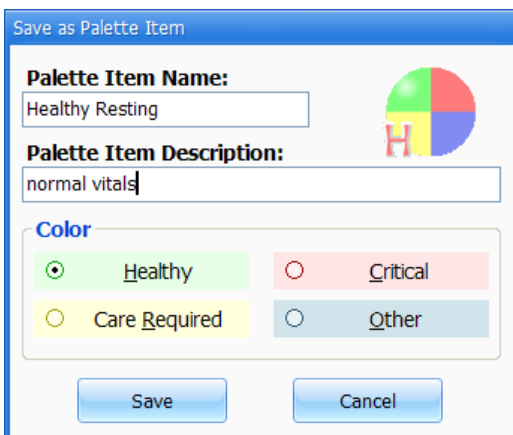 Save as Palette Item
Palette Item Name:
Healthy Resting
H
Palette Item Description:
normal vitals
Color
Healthy
Critical
Care Required
Other
Save
Cancel